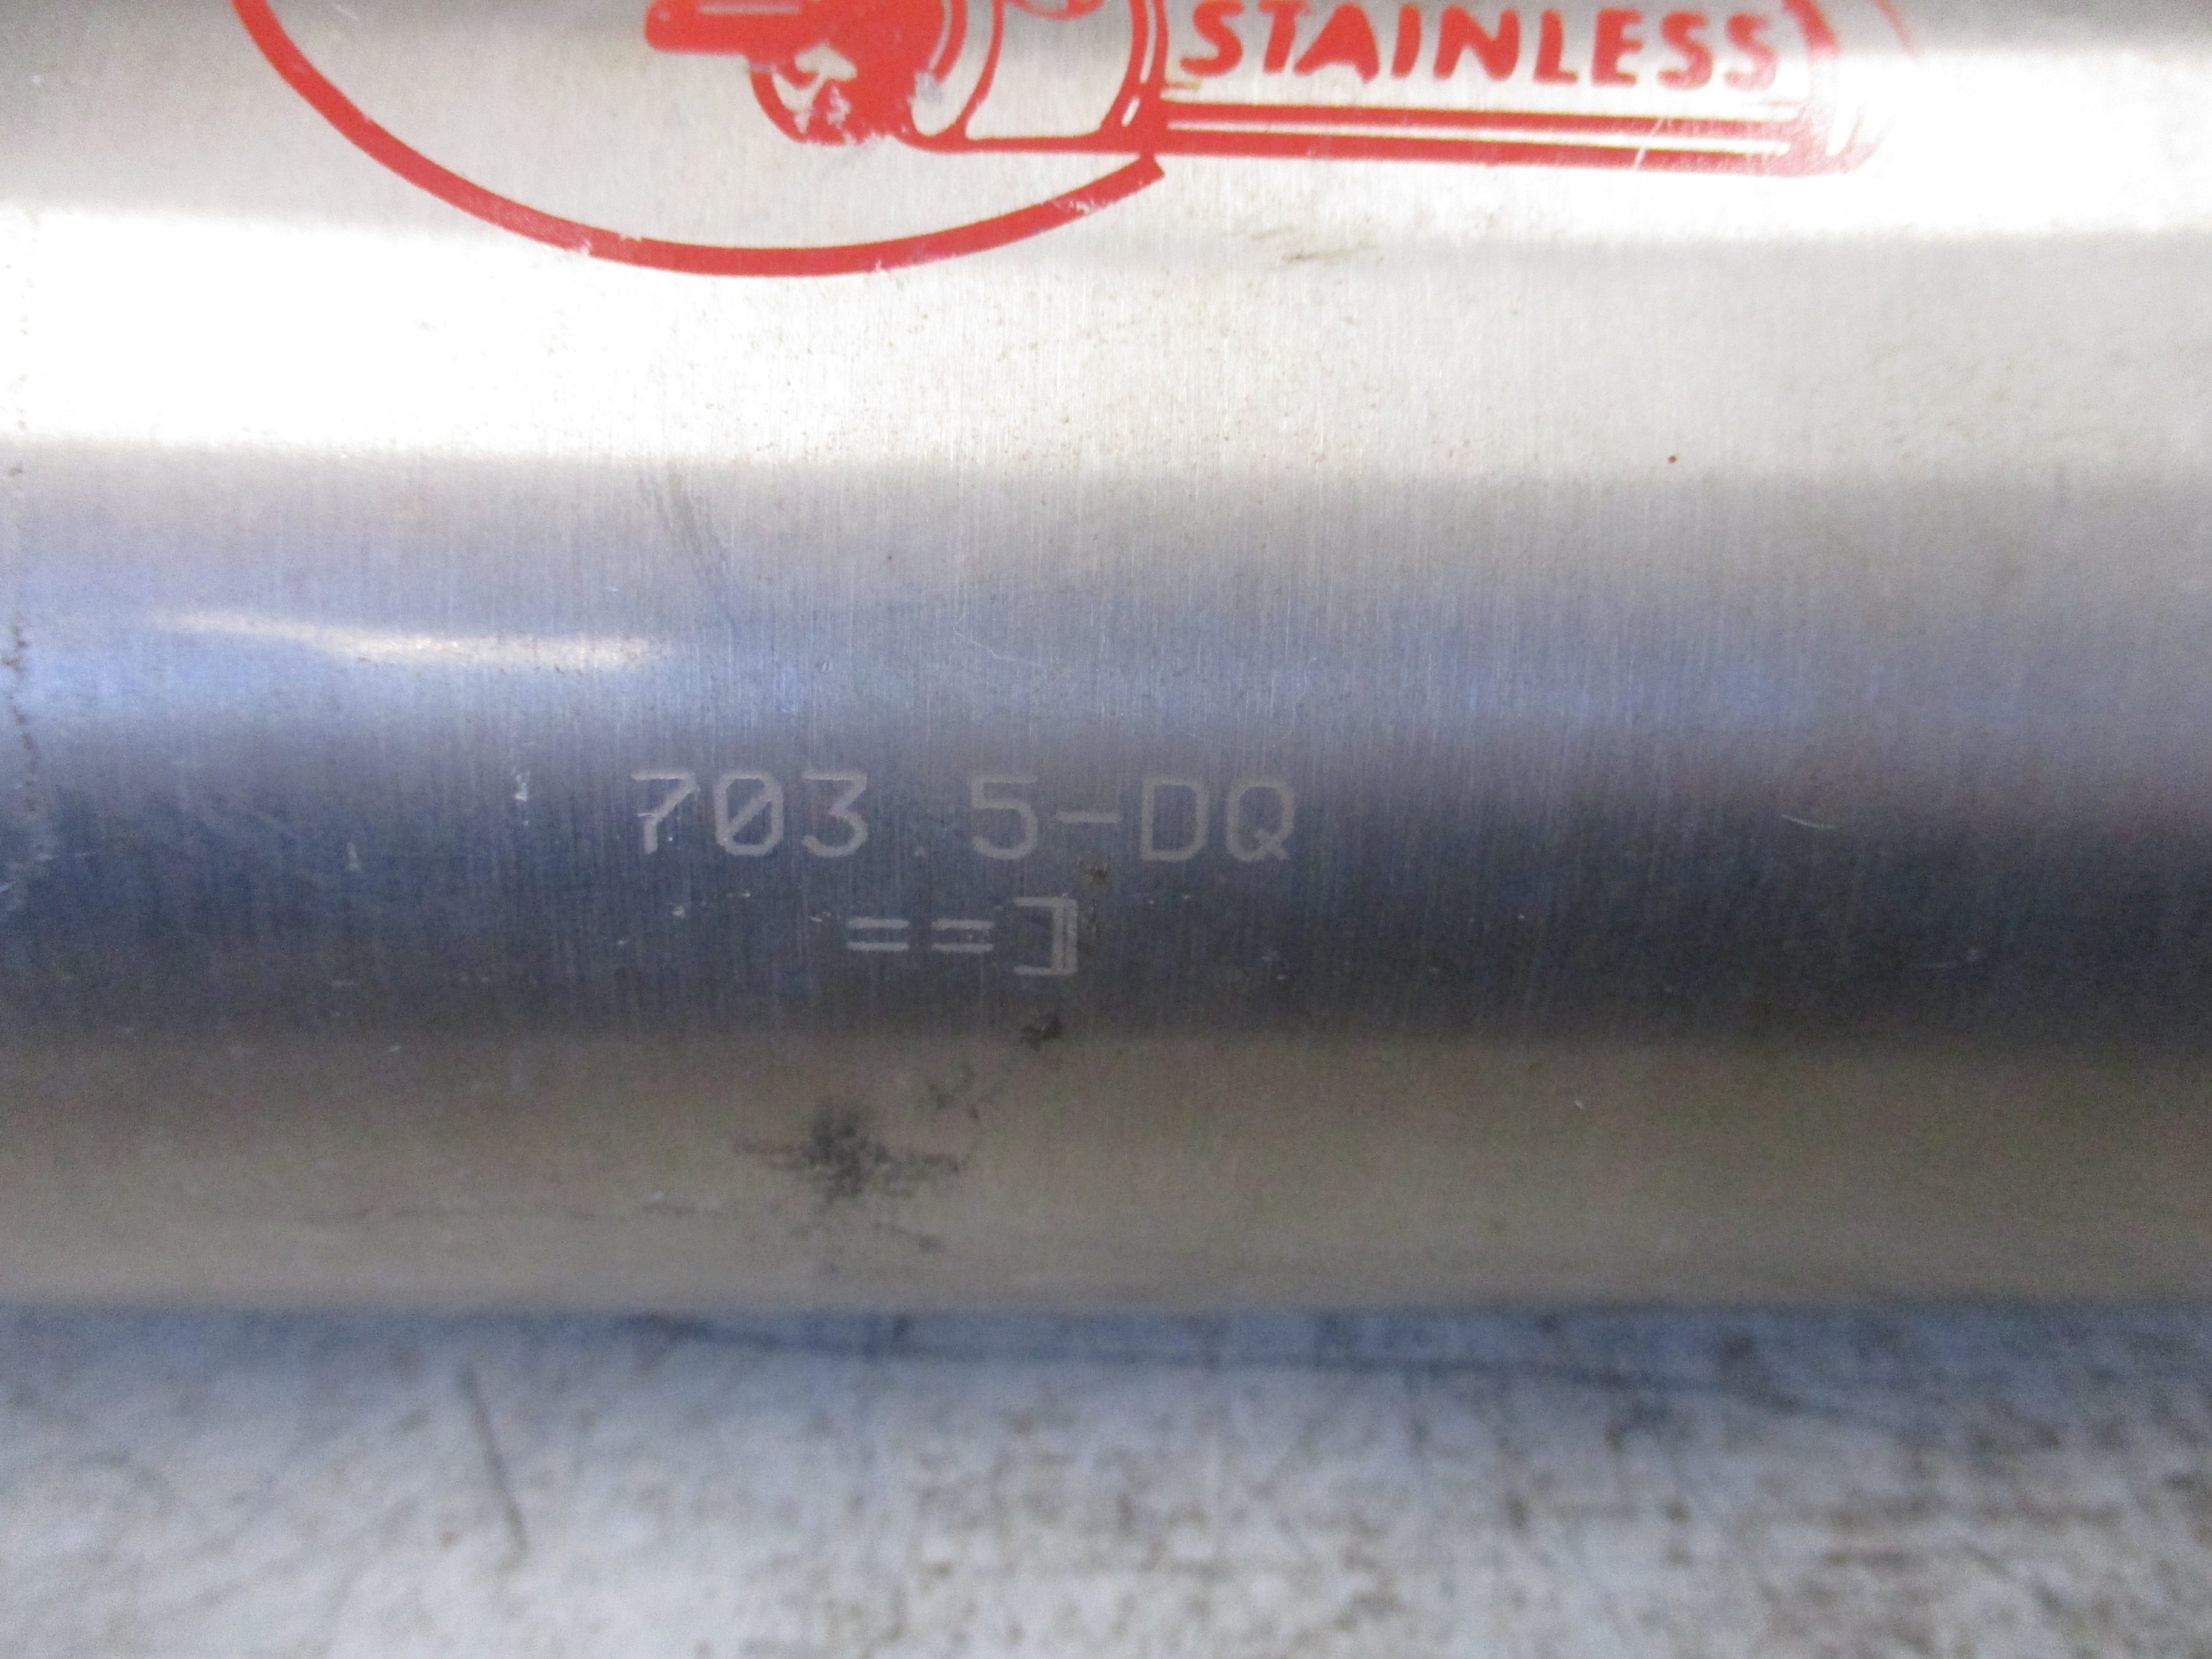 STAINLESS
703.5-DQ
==]